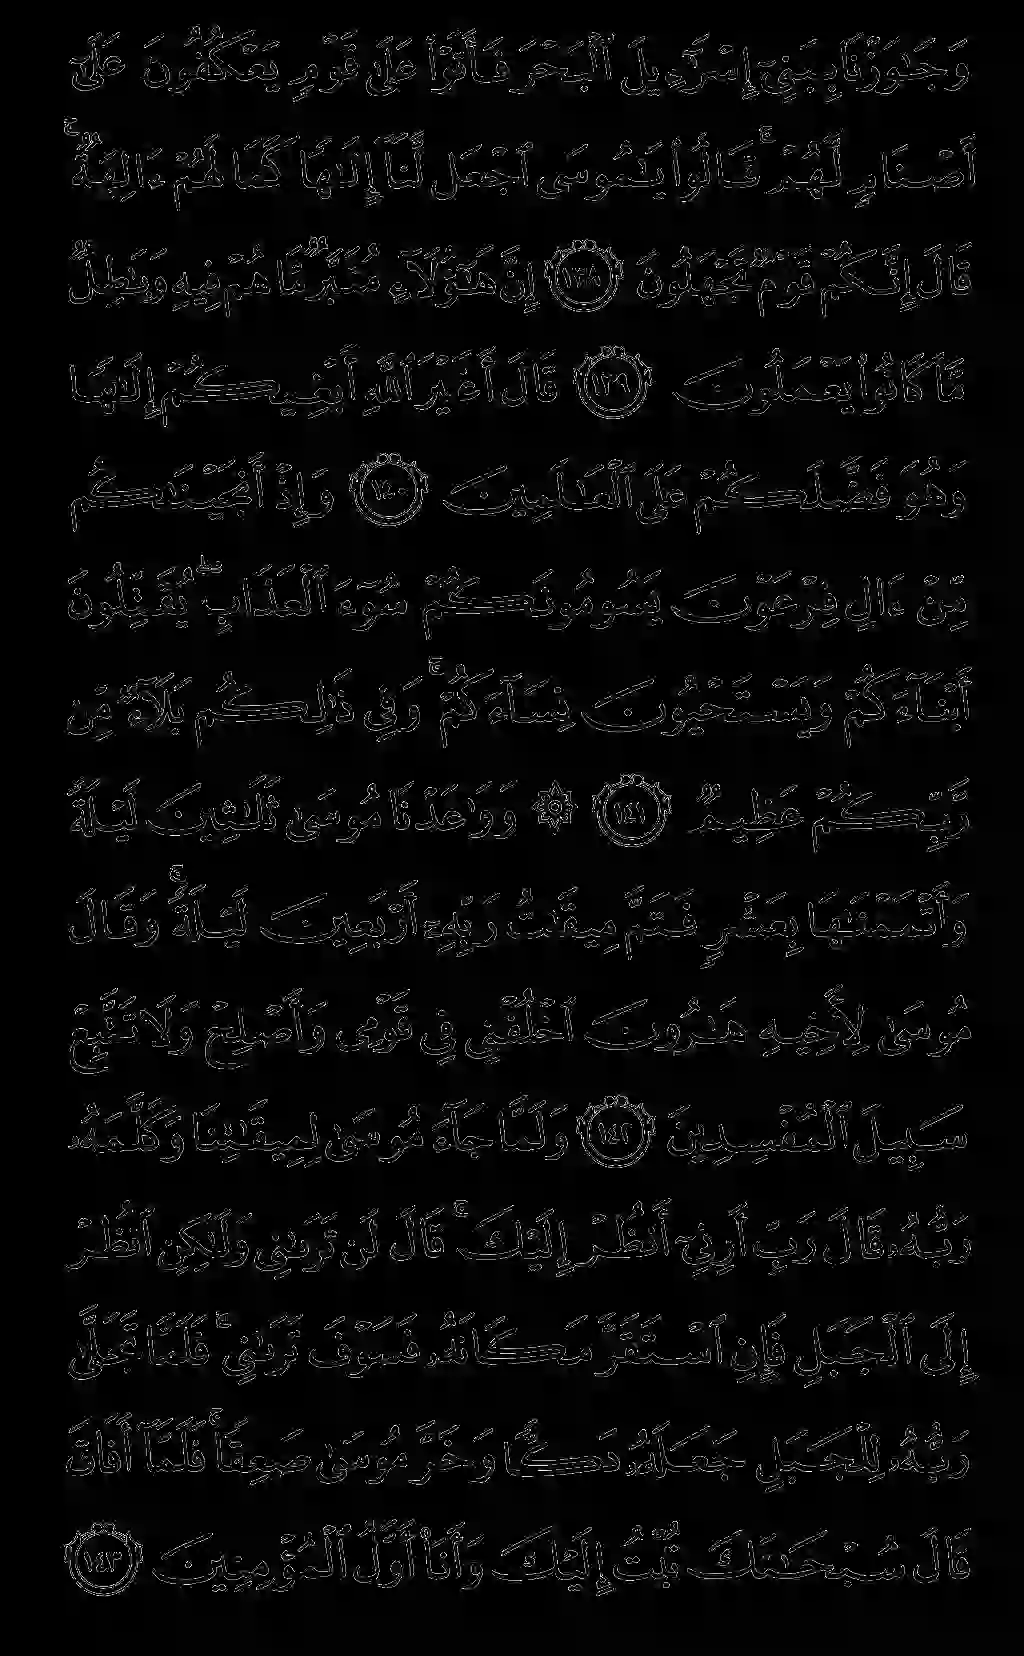 وَجَٰوَزْنَا بِبَنِىٓ إِسْرَٰٓءِيلَ ٱلْبَحْرَ فَأَتَوْا۟ عَلَىٰ قَوْمٍ يَعْكُفُونَ عَلَىٰٓ
أَصْنَامٍ لَّهُمْ ۚ قَالُوا۟ يَٰمُوسَى ٱجْعَل لَّنَآ إِلَٰهًا كَمَا لَهُمْ ءَالِهَةٌ ۚ
قَالَ إِنَّكُمْ قَوْمٌ تَجْهَلُونَ ١٣٨ إِنَّ هَٰٓؤُلَآءِ مُتَبَّرٌ مَّا هُمْ فِيهِ وَبَٰطِلٌ
مَّا كَانُوا۟ يَعْمَلُونَ ١٣٩ قَالَ أَغَيْرَ ٱللَّهِ أَبْغِيكُمْ إِلَٰهًا
وَهُوَ فَضَّلَكُمْ عَلَى ٱلْعَٰلَمِينَ ١٤٠ وَإِذْ أَنجَيْنَٰكُم
مِّنْ ءَالِ فِرْعَوْنَ يَسُومُونَكُمْ سُوٓءَ ٱلْعَذَابِ ۖ يُقَتِّلُونَ
أَبْنَآءَكُمْ وَيَسْتَحْيُونَ نِسَآءَكُمْ ۚ وَفِى ذَٰلِكُم بَلَآءٌ مِّن
رَّبِّكُمْ عَظِيمٌ ١٤١ ۞ وَوَٰعَدْنَا مُوسَىٰ ثَلَٰثِينَ لَيْلَةً
وَأَتْمَمْنَٰهَا بِعَشْرٍ فَتَمَّ مِيقَٰتُ رَبِّهِۦٓ أَرْبَعِينَ لَيْلَةً ۚ وَقَالَ
مُوسَىٰ لِأَخِيهِ هَٰرُونَ ٱخْلُفْنِى فِى قَوْمِى وَأَصْلِحْ وَلَا تَتَّبِعْ
سَبِيلَ ٱلْمُفْسِدِينَ ١٤٢ وَلَمَّا جَآءَ مُوسَىٰ لِمِيقَٰتِنَا وَكَلَّمَهُۥ
رَبُّهُۥ قَالَ رَبِّ أَرِنِىٓ أَنظُرْ إِلَيْكَ ۚ قَالَ لَن تَرَىٰنِى وَلَٰكِنِ ٱنظُرْ
إِلَى ٱلْجَبَلِ فَإِنِ ٱسْتَقَرَّ مَكَانَهُۥ فَسَوْفَ تَرَىٰنِى ۚ فَلَمَّا تَجَلَّىٰ
رَبُّهُۥ لِلْجَبَلِ جَعَلَهُۥ دَكًّا وَخَرَّ مُوسَىٰ صَعِقًا ۚ فَلَمَّآ أَفَاقَ
قَالَ سُبْحَٰنَكَ تُبْتُ إِلَيْكَ وَأَنَا۠ أَوَّلُ ٱلْمُؤْمِنِينَ ١٤٣